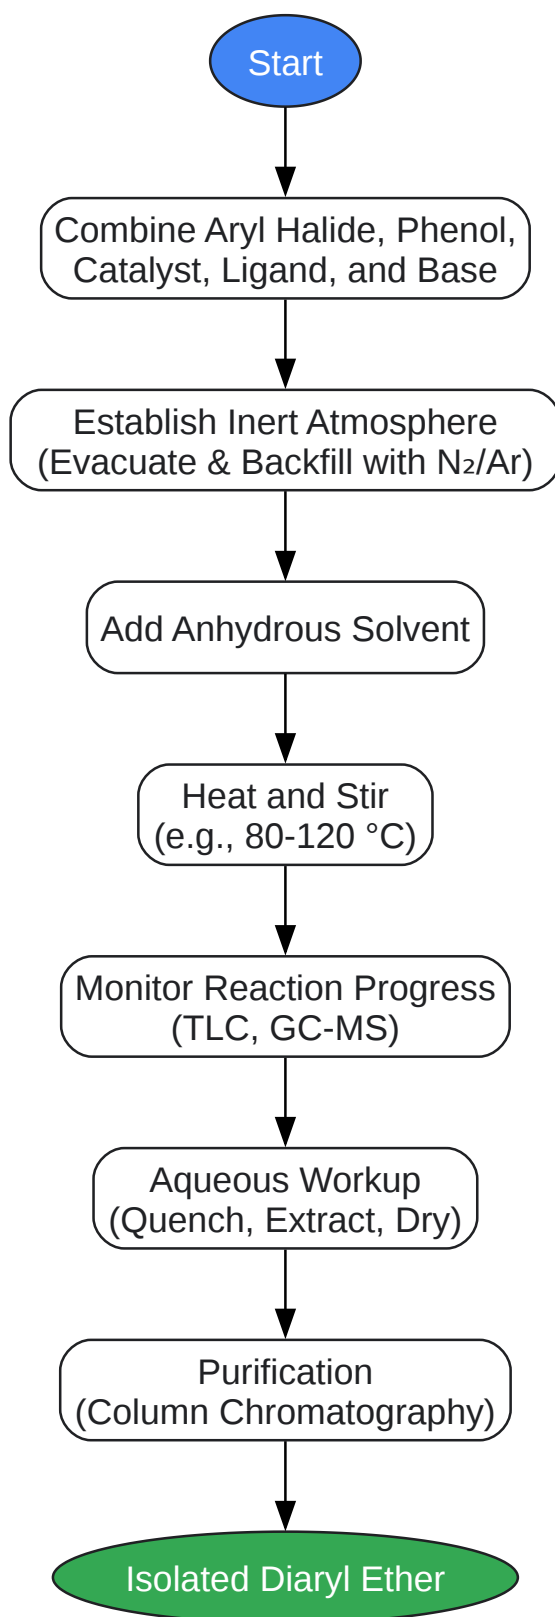 Start
Combine Aryl Halide, Phenol,
Catalyst, Ligand, and Base
Establish Inert Atmosphere
(Evacuate & Backfill with N₂/Ar)
Add Anhydrous Solvent
Heat and Stir
(e.g., 80-120 °C)
Monitor Reaction Progress
(TLC, GC-MS)
Aqueous Workup
(Quench, Extract, Dry)
Purification
(Column Chromatography)
Isolated Diaryl Ether